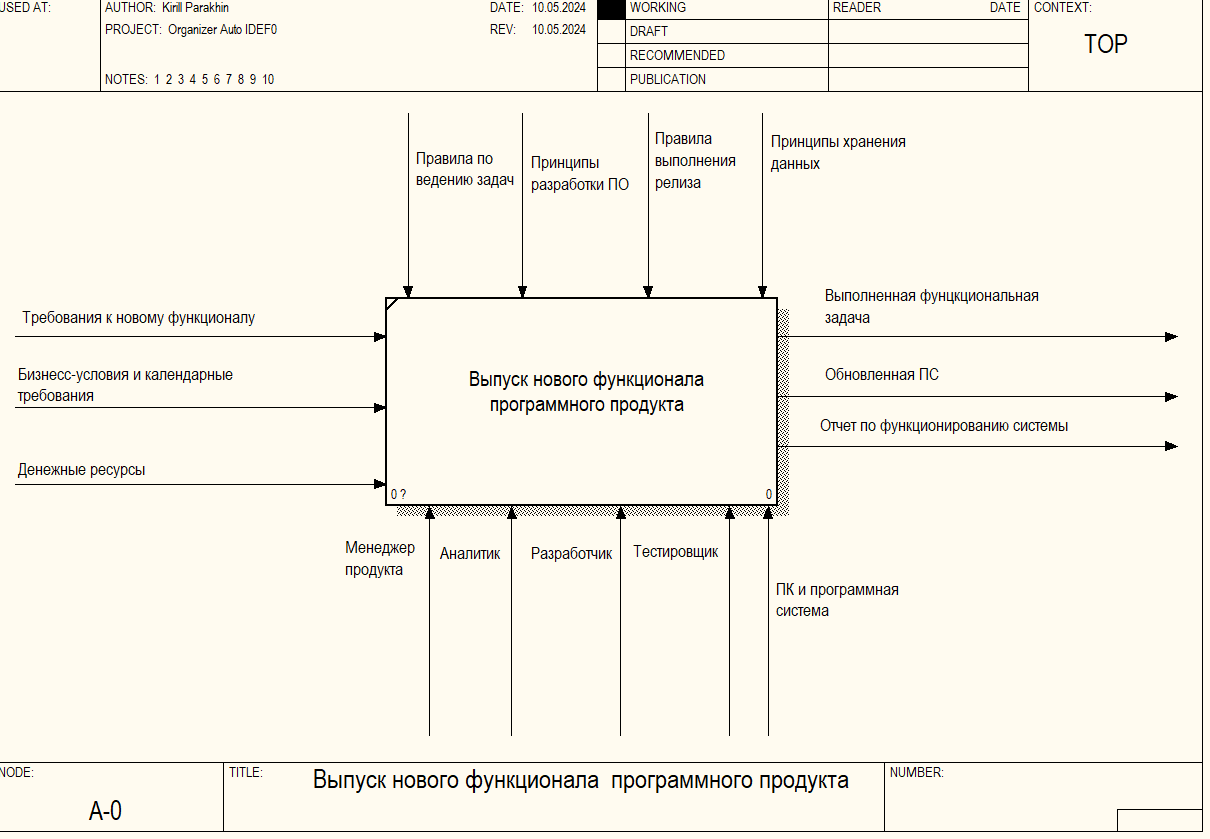 USED AT:
AUTHOR: Kirill Parakhin
DATE: 10.05.2024
WORKING
READER
DATE
CONTEXT:
PROJECT: Organizer Auto IDEF0
REV: 10.05.2024
DRAFT
TOP
RECOMMENDED
NOTES: 1 2 3 4 5 6 7 8 9 10
PUBLICATION
Правила по
ведению задач
Принципы
разработки ПО
Правила
выполнения
релиза
Принципы хранения
данных
Требования к новому функционалу
Бизнесс-условия и календарные
требования
Денежные ресурсы
Выпуск нового функционала
программного продукта
0 ?
0
Выполненная фунцкциональная
задача
Обновленная ПС
Отчет по функционированию системы
Менеджер
продукта
Аналитик
Разработчик
Тестировщик
ПК и программная
система
NODE:
A-0
TITLE:
Выпуск нового функционала программного продукта
NUMBER: